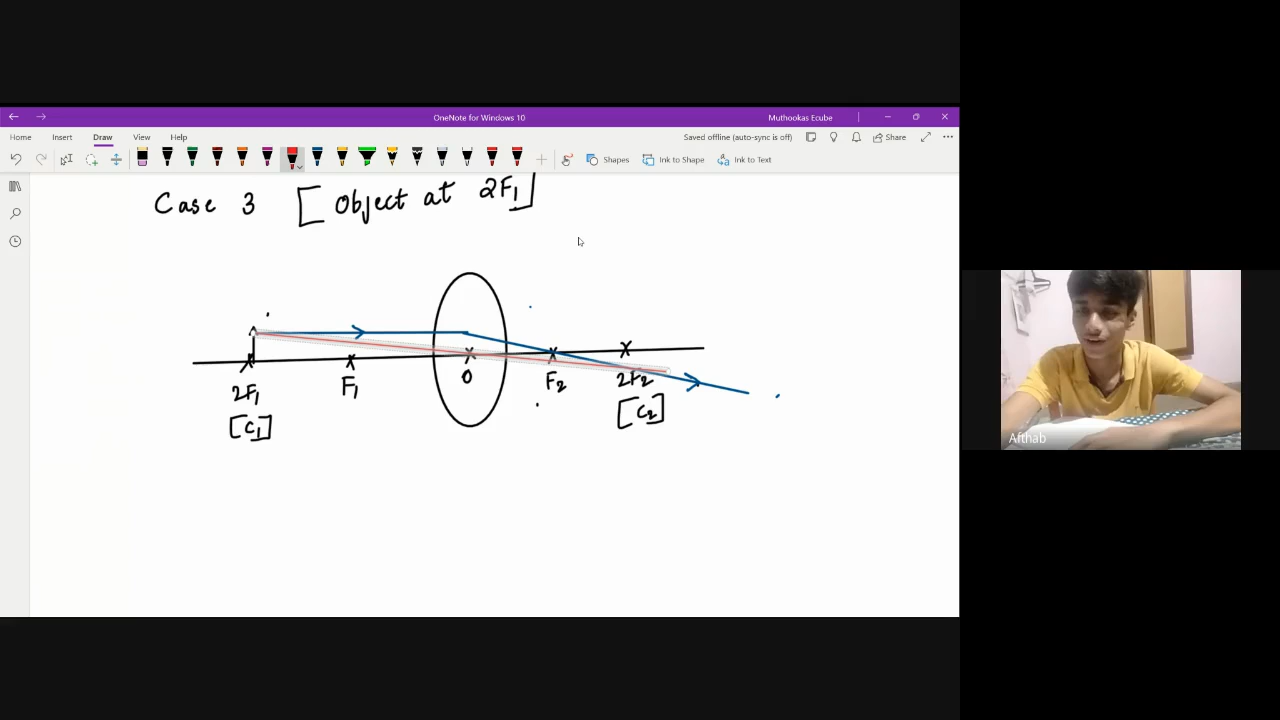 OneNote for Windows 10
Muthookas Ecube
Home Insert Draw View Help
Saved offline (auto-sync is off)
Share
Shapes
Ink to Shape
Ink to Text
Case 3 [Object at 2F1]
2F1 F1 O F2 2F2
[C1] [C2]
Afthab